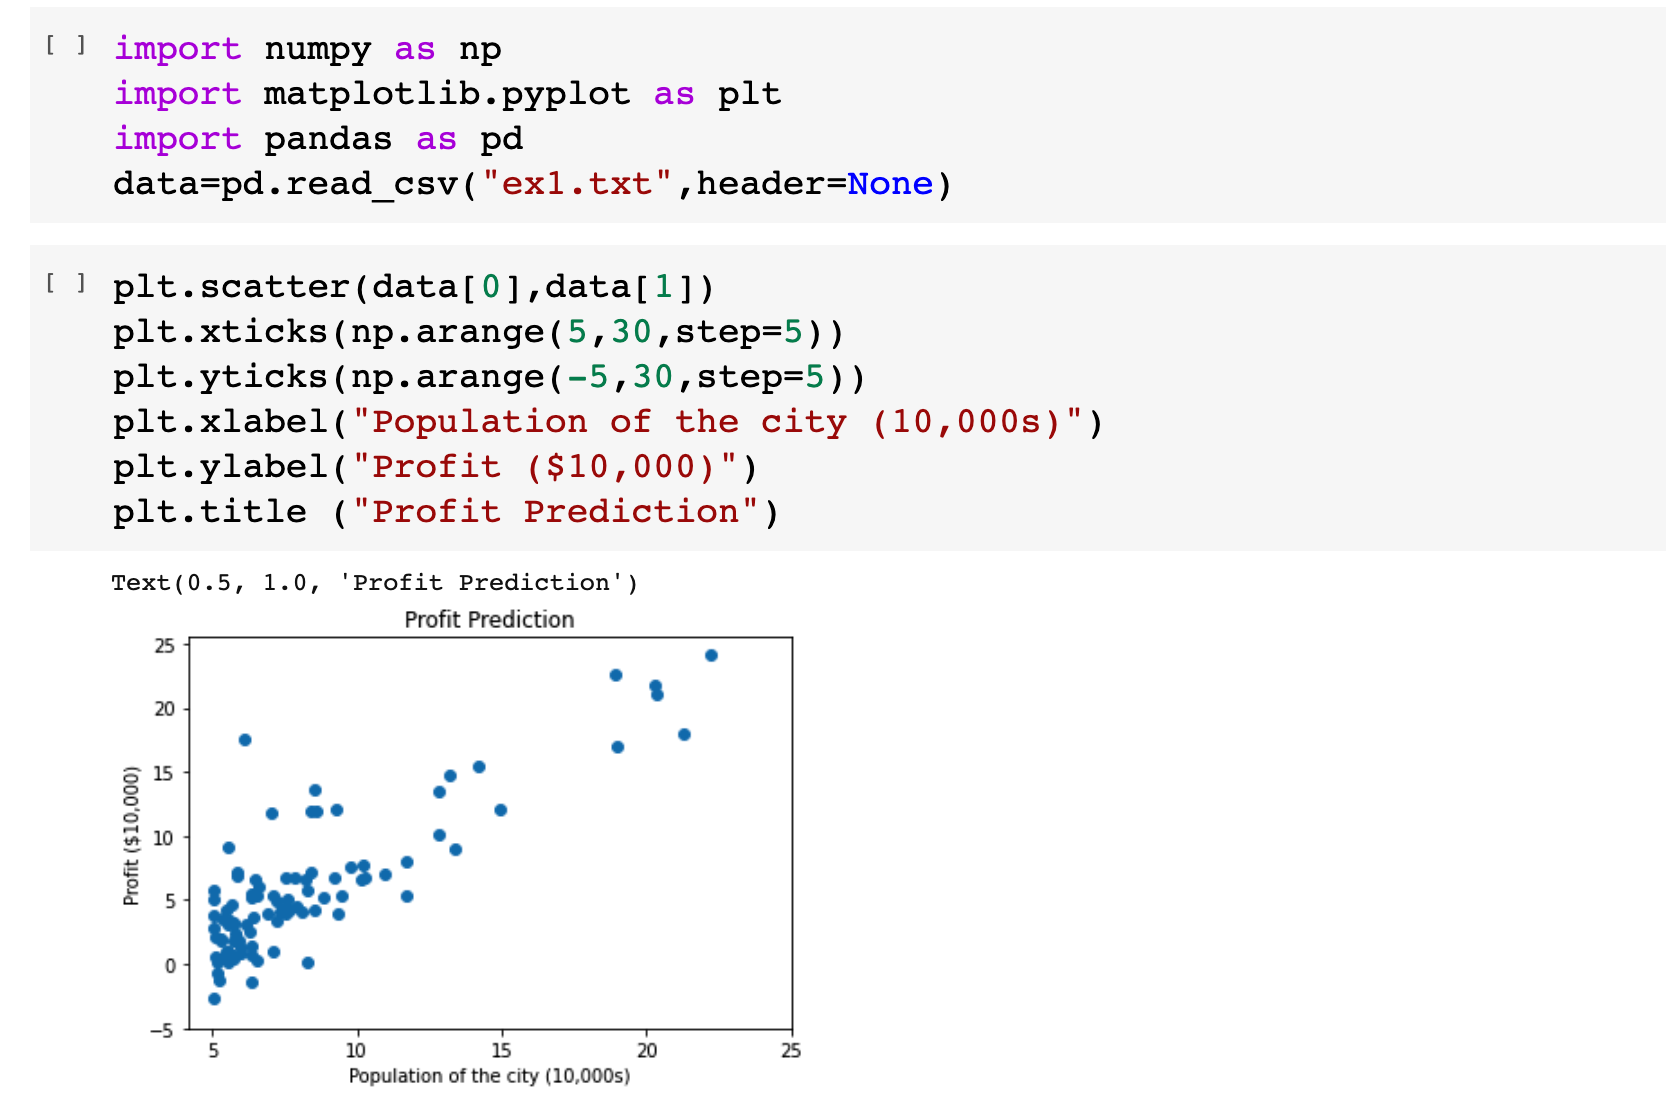 [ ] import numpy as np
import matplotlib.pyplot as plt
import pandas as pd
data=pd.read_csv("ex1.txt",header=None)
[ ] plt.scatter(data[0],data[1])
plt.xticks(np.arange(5,30,step=5))
plt.yticks(np.arange(-5,30,step=5))
plt.xlabel("Population of the city (10,000s)")
plt.ylabel("Profit ($10,000)")
plt.title ("Profit Prediction")
Text(0.5, 1.0, 'Profit Prediction')
Profit Prediction
25
20
15
10
5
0
−5
Profit ($10,000)
5 10 15 20 25
Population of the city (10,000s)